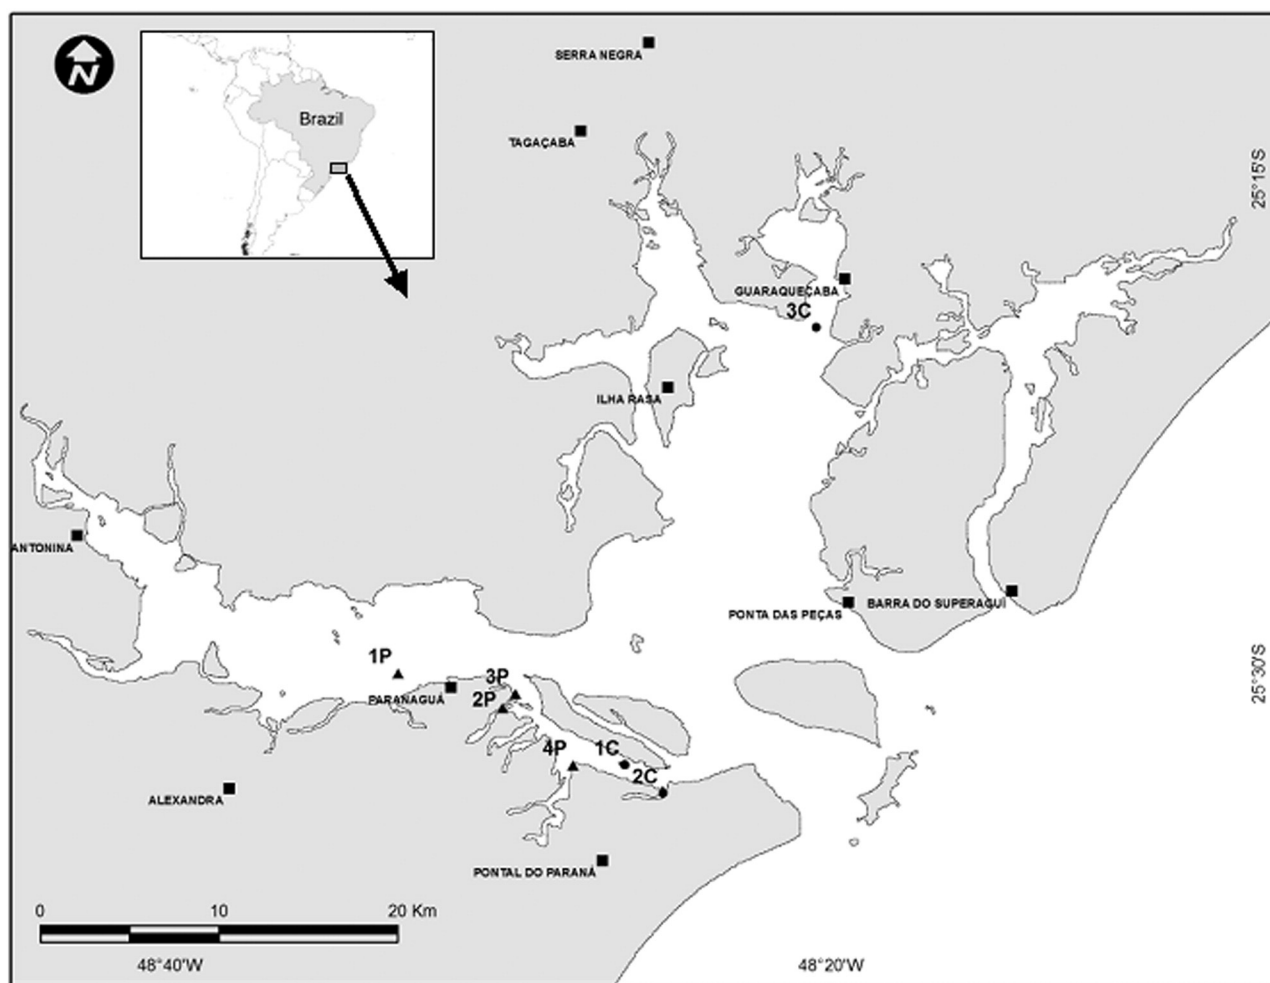 N
Brazil
SERRA NEGRA
TAGAÇABA
25°15'S
GUARAQUEÇABA
3C
ILHA RASA
ANTONINA
PONTA DAS PEÇAS
BARRA DO SUPERAGUÍ
1P
PARANAGUÁ
3P
2P
25°30'S
4P
1C
2C
ALEXANDRA
PONTAL DO PARANÁ
0 10 20 Km
48°40'W 48°20'W